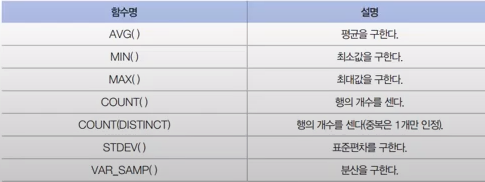 함수명 설명
AVG( ) 평균을 구한다.
MIN( ) 최소값을 구한다.
MAX( ) 최대값을 구한다.
COUNT( ) 행의 개수를 센다.
COUNT(DISTINCT) 행의 개수를 센다(중복은 1개만 인정).
STDEV( ) 표준편차를 구한다.
VAR_SAMP( ) 분산을 구한다.